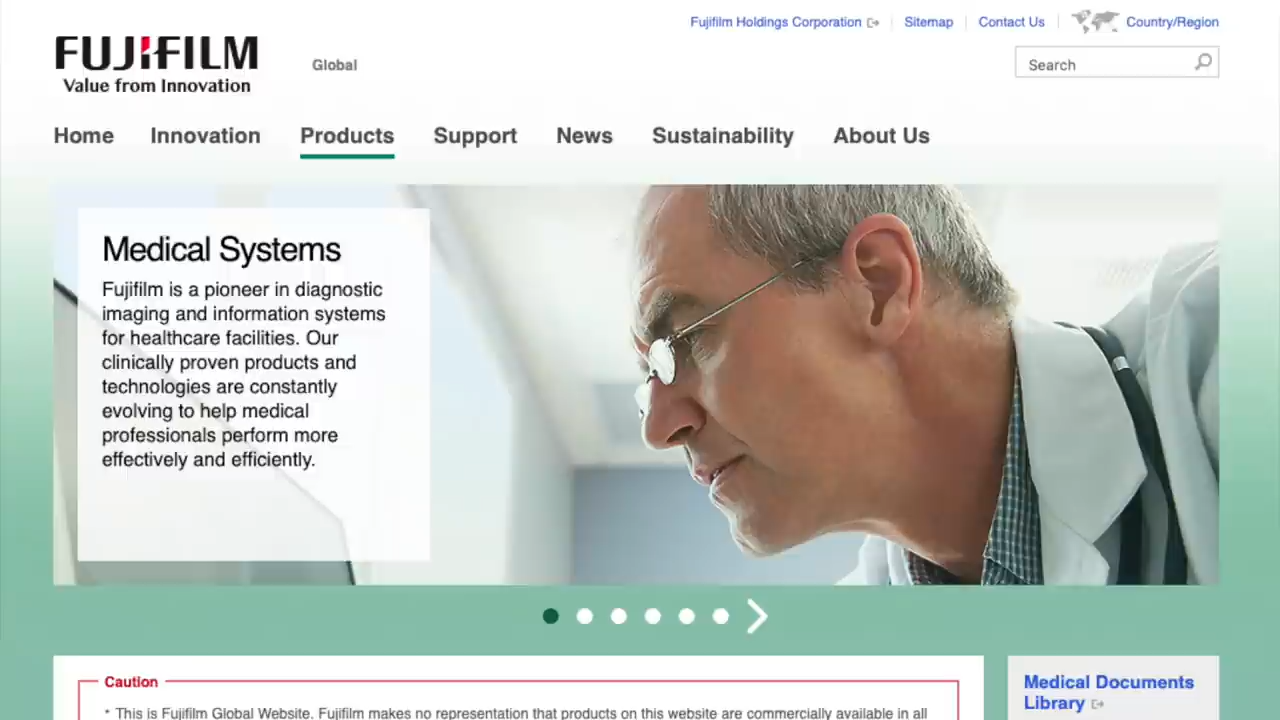 Fujifilm Holdings Corporation
Sitemap
Contact Us
Country/Region
FUJIFILM
Value from Innovation
Global
Search
Home
Innovation
Products
Support
News
Sustainability
About Us
Medical Systems
Fujifilm is a pioneer in diagnostic
imaging and information systems
for healthcare facilities. Our
clinically proven products and
technologies are constantly
evolving to help medical
professionals perform more
effectively and efficiently.
Caution
* This is Fujifilm Global Website. Fujifilm makes no representation that products on this website are commercially available in all
Medical Documents
Library